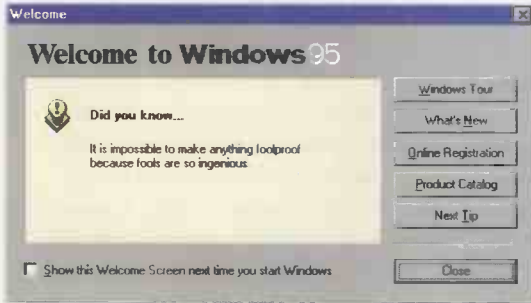 Welcome
Welcome to Windows 95
Did you know...
It is impossible to make anything foolproof
because fools are so ingenious.
Windows Tour
What's New
Online Registration
Product Catalog
Next Tip
Show this Welcome Screen next time you start Windows
Close